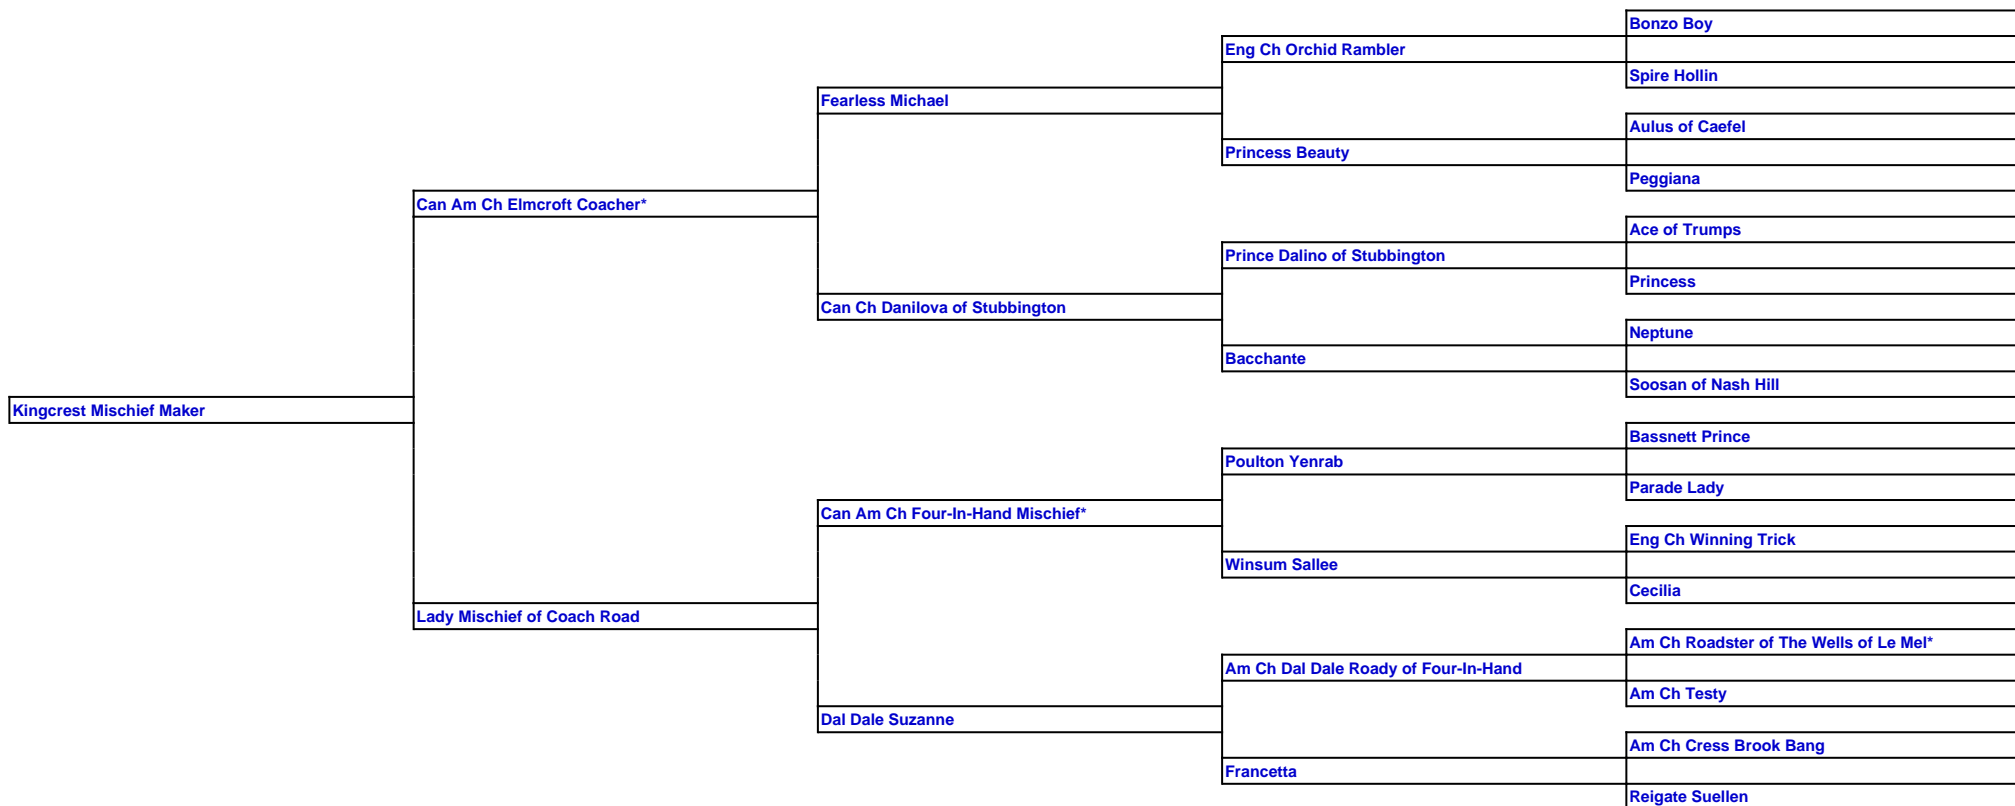 Bonzo Boy
Eng Ch Orchid Rambler
Spire Hollin
Fearless Michael
Aulus of Caefel
Princess Beauty
Peggiana
Can Am Ch Elmcroft Coacher*
Ace of Trumps
Prince Dalino of Stubbington
Princess
Can Ch Danilova of Stubbington
Neptune
Bacchante
Soosan of Nash Hill
Kingcrest Mischief Maker
Bassnett Prince
Poulton Yenrab
Parade Lady
Can Am Ch Four-In-Hand Mischief*
Eng Ch Winning Trick
Winsum Sallee
Cecilia
Lady Mischief of Coach Road
Am Ch Roadster of The Wells of Le Mel*
Am Ch Dal Dale Roady of Four-In-Hand
Am Ch Testy
Dal Dale Suzanne
Am Ch Cress Brook Bang
Francetta
Reigate Suellen